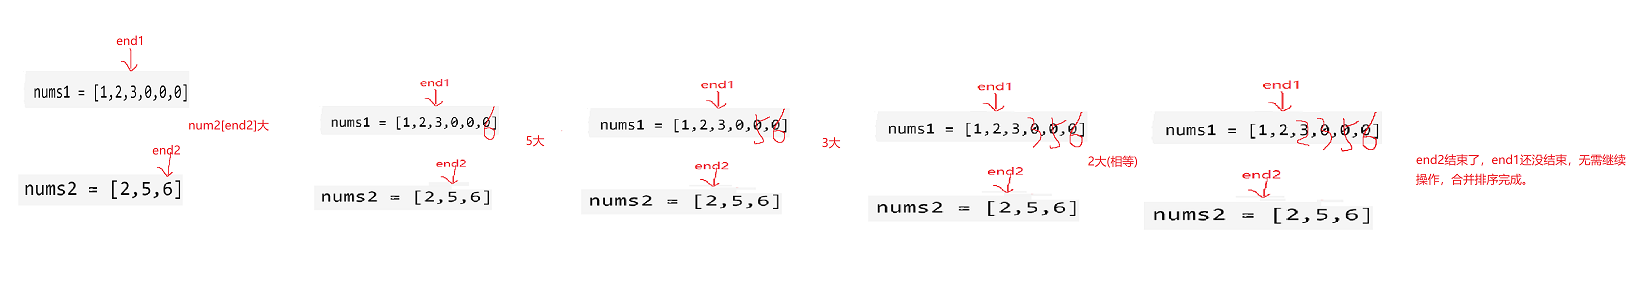 end1
nums1 = [1,2,3,0,0,0]
num2[end2]大
end2
nums2 = [2,5,6]
end1
nums1 = [1,2,3,0,0,0]
6
5大
end2
nums2 = [2,5,6]
end1
nums1 = [1,2,3,0,0,0]
5 6
3大
end2
nums2 = [2,5,6]
end1
nums1 = [1,2,3,0,0,0]
3 5 6
2大(相等)
end2
nums2 = [2,5,6]
end1
nums1 = [1,2,3,0,0,0]
2 3 5 6
end2
nums2 = [2,5,6]
end2结束了，end1还没结束，无需继续
操作，合并排序完成。